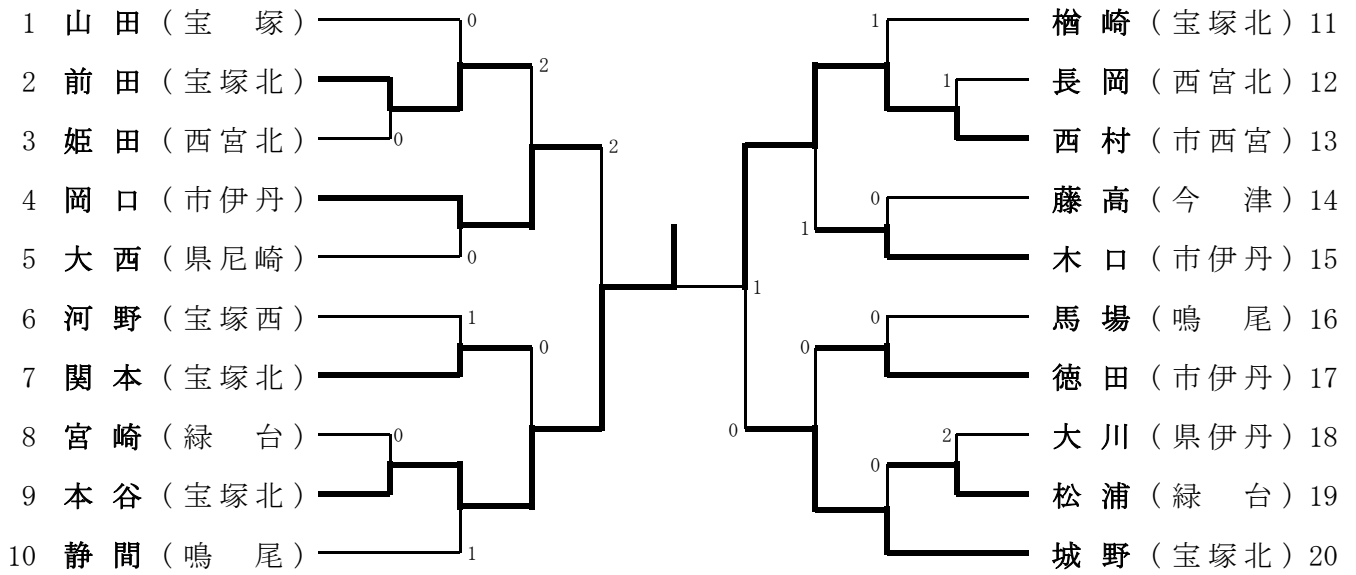 1 山田（宝　塚） 0 1 楢崎（宝塚北）11
2 前田（宝塚北） 2 1 長岡（西宮北）12
3 姫田（西宮北） 0 2 西村（市西宮）13
4 岡口（市伊丹） 0 藤高（今　津）14
5 大西（県尼崎） 0 1 木口（市伊丹）15
6 河野（宝塚西） 1 1 0 馬場（鳴　尾）16
7 関本（宝塚北） 0 0 徳田（市伊丹）17
8 宮崎（緑　台） 0 0 2 大川（県伊丹）18
9 本谷（宝塚北） 0 松浦（緑　台）19
10 静間（鳴　尾） 1 城野（宝塚北）20